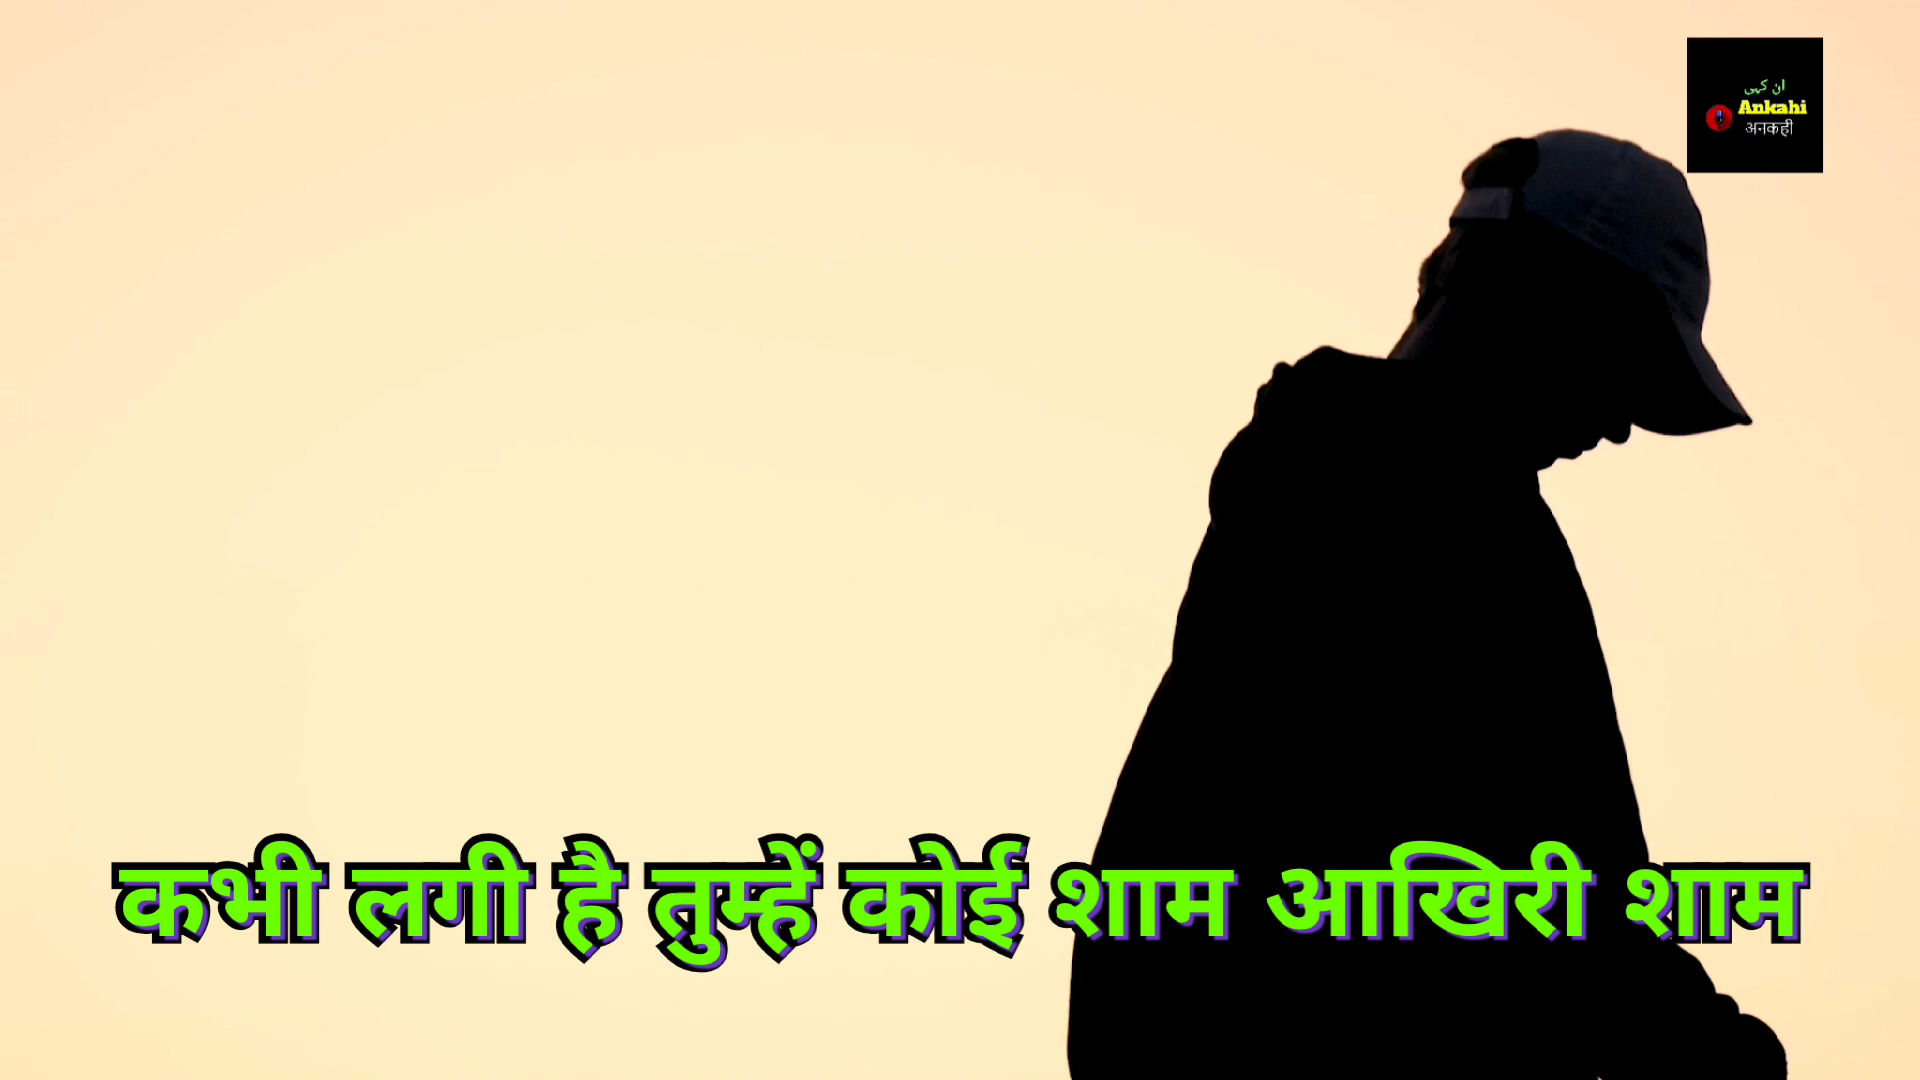 ان کہی
Ankahi
अनकही
कभी लगी है तुम्हें कोई शाम आखिरी शाम